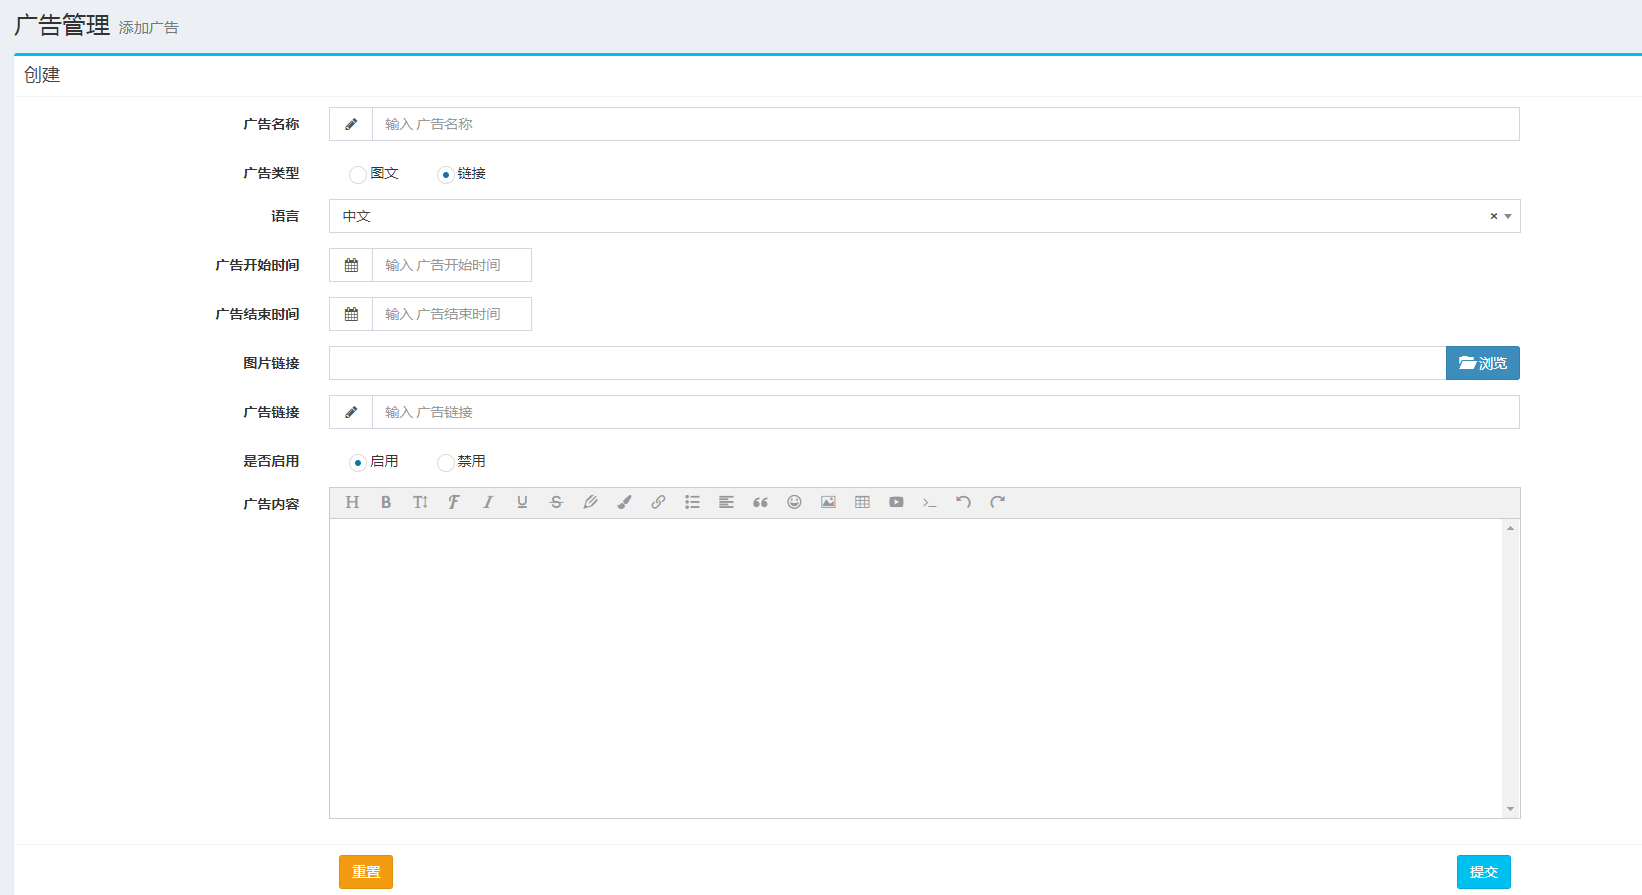 广告管理 添加广告
创建
广告名称 输入 广告名称
广告类型 图文 链接
语言 中文 ×
广告开始时间 输入 广告开始时间
广告结束时间 输入 广告结束时间
图片链接 浏览
广告链接 输入 广告链接
是否启用 启用 禁用
广告内容
重置 提交